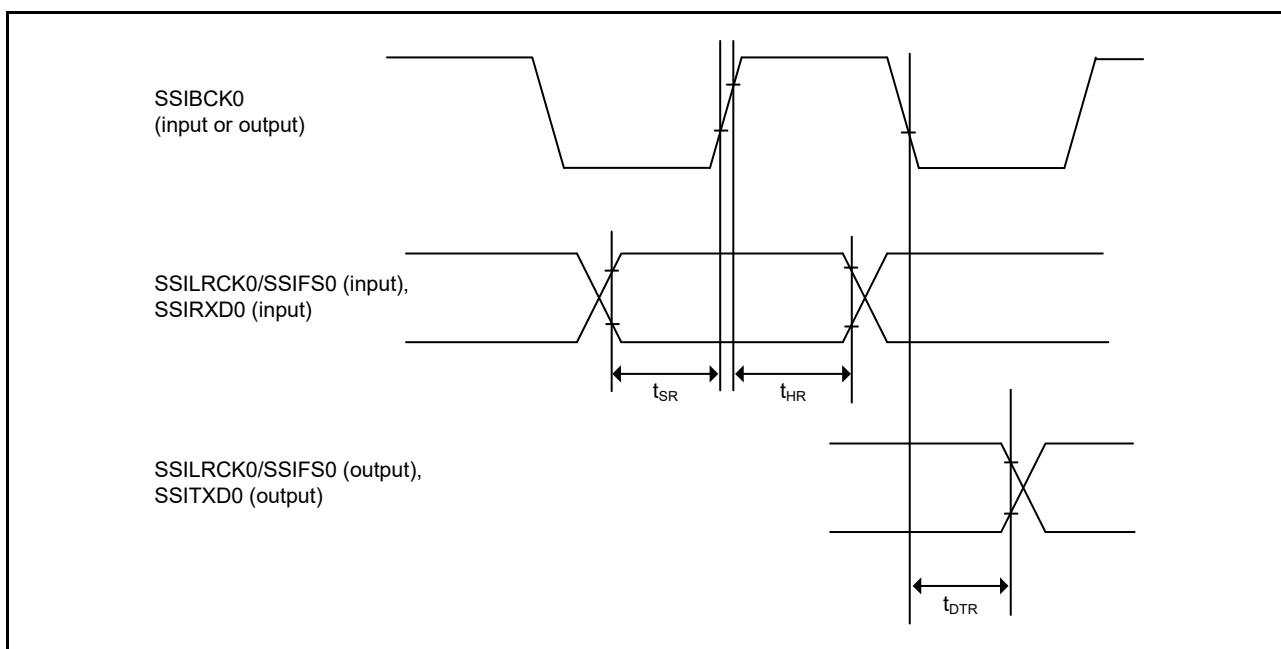 SSIBCK0
(input or output)
SSILRCK0/SSIFS0 (input),
SSIRXD0 (input)
tSR
tHR
SSILRCK0/SSIFS0 (output),
SSITXD0 (output)
tDTR